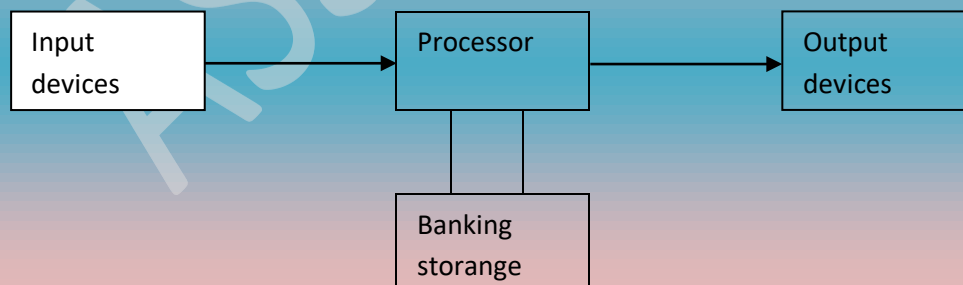 Input
devices
Processor
Output
devices
Banking
storange